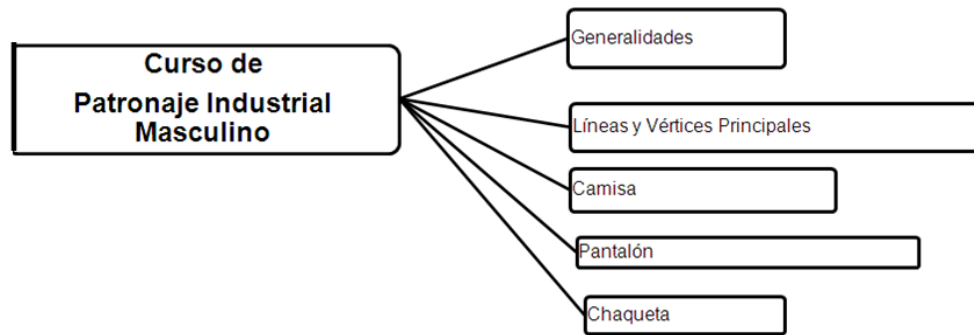 Curso de
Patronaje Industrial
Masculino
Generalidades
Líneas y Vértices Principales
Camisa
Pantalón
Chaqueta